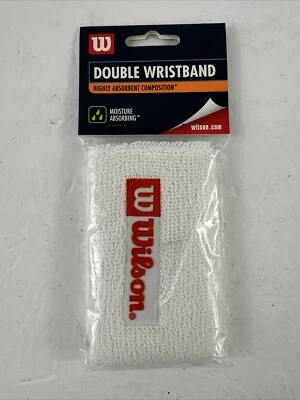 W
DOUBLE WRISTBAND
HIGHLY ABSORBENT COMPOSITION™
MOISTURE
ABSORBING™
wilson.com
W
Wilson®